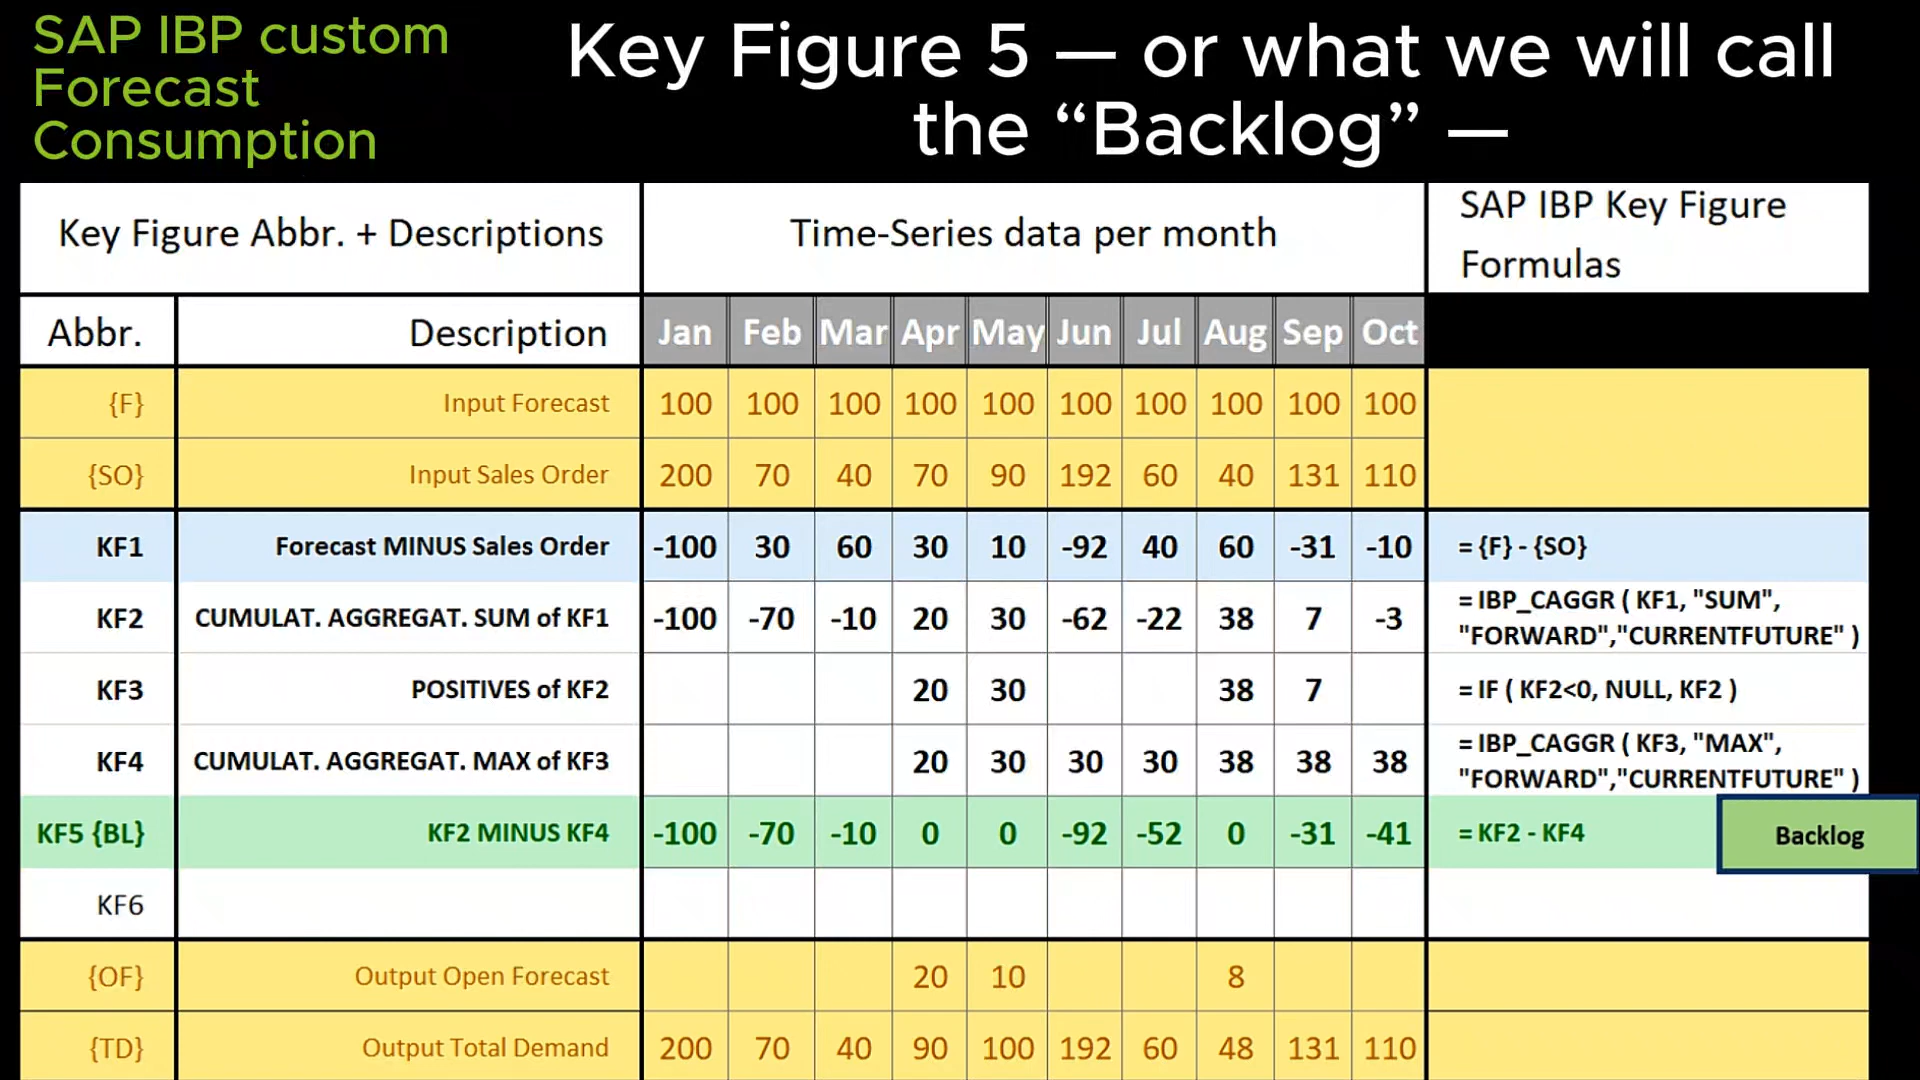 SAP IBP custom
Forecast
Consumption
Key Figure 5 — or what we will call
the “Backlog” —
Key Figure Abbr. + Descriptions
Time-Series data per month
SAP IBP Key Figure
Formulas
Abbr. Description Jan Feb Mar Apr May Jun Jul Aug Sep Oct
{F} Input Forecast 100 100 100 100 100 100 100 100 100 100
{SO} Input Sales Order 200 70 40 70 90 192 60 40 131 110
KF1 Forecast MINUS Sales Order -100 30 60 30 10 -92 40 60 -31 -10 = {F} - {SO}
KF2 CUMULAT. AGGREGAT. SUM of KF1 -100 -70 -10 20 30 -62 -22 38 7 -3 = IBP_CAGGR ( KF1, "SUM",
"FORWARD","CURRENTFUTURE" )
KF3 POSITIVES of KF2 20 30 38 7 = IF ( KF2<0, NULL, KF2 )
KF4 CUMULAT. AGGREGAT. MAX of KF3 20 30 30 30 38 38 38 = IBP_CAGGR ( KF3, "MAX",
"FORWARD","CURRENTFUTURE" )
KF5 {BL} KF2 MINUS KF4 -100 -70 -10 0 0 -92 -52 0 -31 -41 = KF2 - KF4 Backlog
KF6
{OF} Output Open Forecast 20 10 8
{TD} Output Total Demand 200 70 40 90 100 192 60 48 131 110